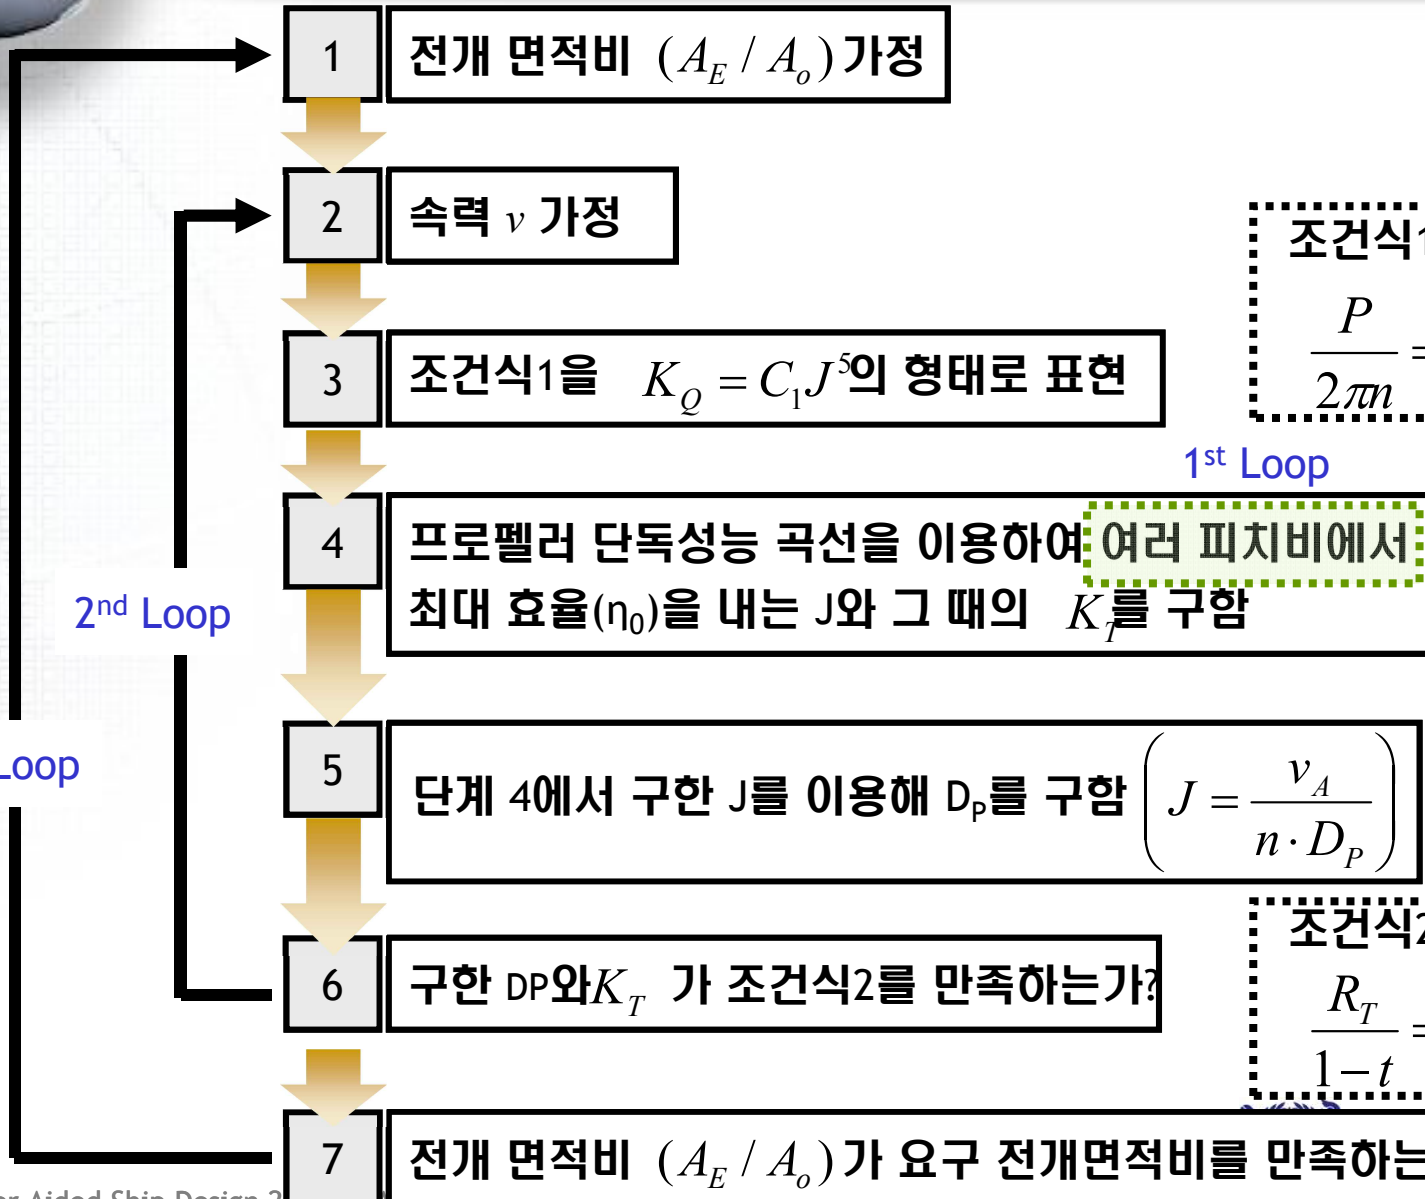 1
전개 면적비 (A_E / A_o) 가정
2
속력 v 가정
조건식1
P
2πn
=
3
조건식1을 K_Q = C_1 J^5의 형태로 표현
1st Loop
4
프로펠러 단독성능 곡선을 이용하여 여러 피치비에서
최대 효율(η_0)을 내는 J와 그 때의 K_T를 구함
2nd Loop
Loop
5
단계 4에서 구한 J를 이용해 D_P를 구함 (J = v_A / n · D_P)
조건식2
6
구한 DP와 K_T 가 조건식2를 만족하는가?
R_T
1 − t
=
7
전개 면적비 (A_E / A_o) 가 요구 전개면적비를 만족하는
Aided Ship Design 2